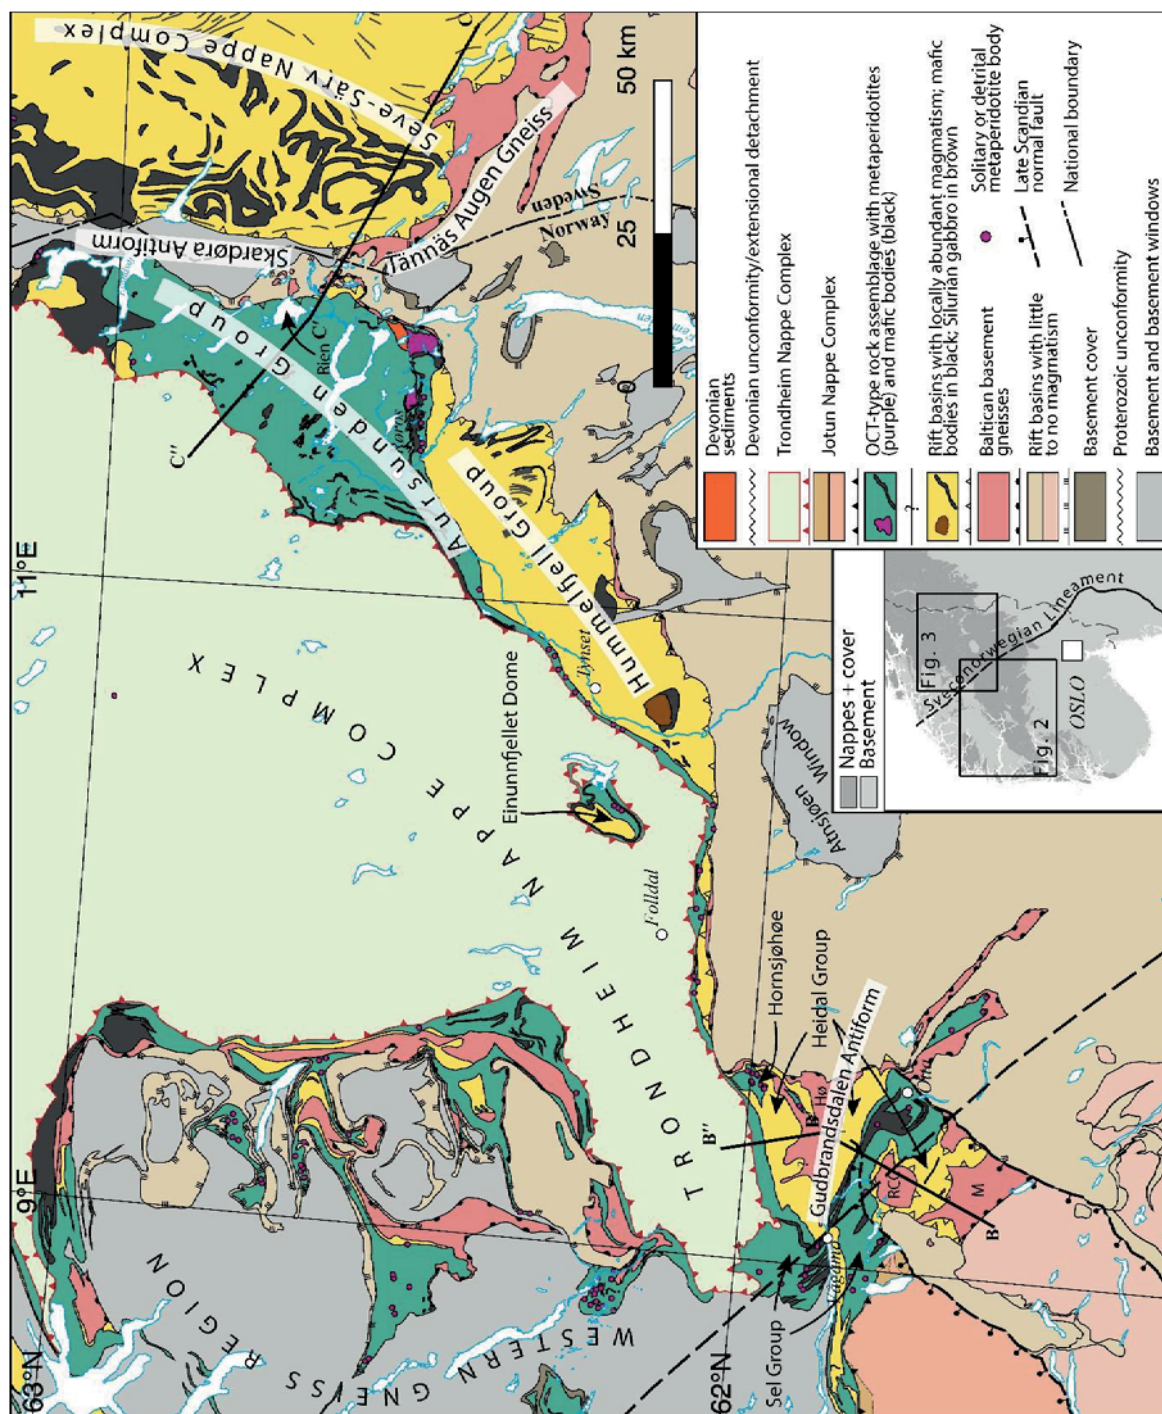 63°N
9°E
11°E
62°N
WESTERN GNEISS REGION
TRONDHEIM NAPPE COMPLEX
Seve-Särv Nappe Complex
Skardøra Antiform
Tännäs Augen Gneiss
Sweden
Norway
Aursunden Group
Rien
C'
C"
C
Røros
Hummelfjell Group
Tynset
Einunnfjellet Dome
Folldal
Atnsjøen Window
Hornsjøhøe
Heidal Group
Gudbrandsdalen Antiform
Hø
B"
B'
B
RC
M
Otta
Vågåmo
Sel Group
0
25
50 km
Devonian
sediments
Devonian unconformity/extensional detachment
Trondheim Nappe Complex
Jotun Nappe Complex
OCT-type rock assemblage with metaperidotites
(purple) and mafic bodies (black)
?
Rift basins with locally abundant magmatism; mafic
bodies in black; Silurian gabbro in brown
Baltican basement
gneisses
Rift basins with little
to no magmatism
Basement cover
Proterozoic unconformity
Basement and basement windows
Solitary or detrital
metaperidotite body
Late Scandian
normal fault
National boundary
Nappes + cover
Basement
Fig. 3
Fig. 2
Sveconorwegian Lineament
OSLO